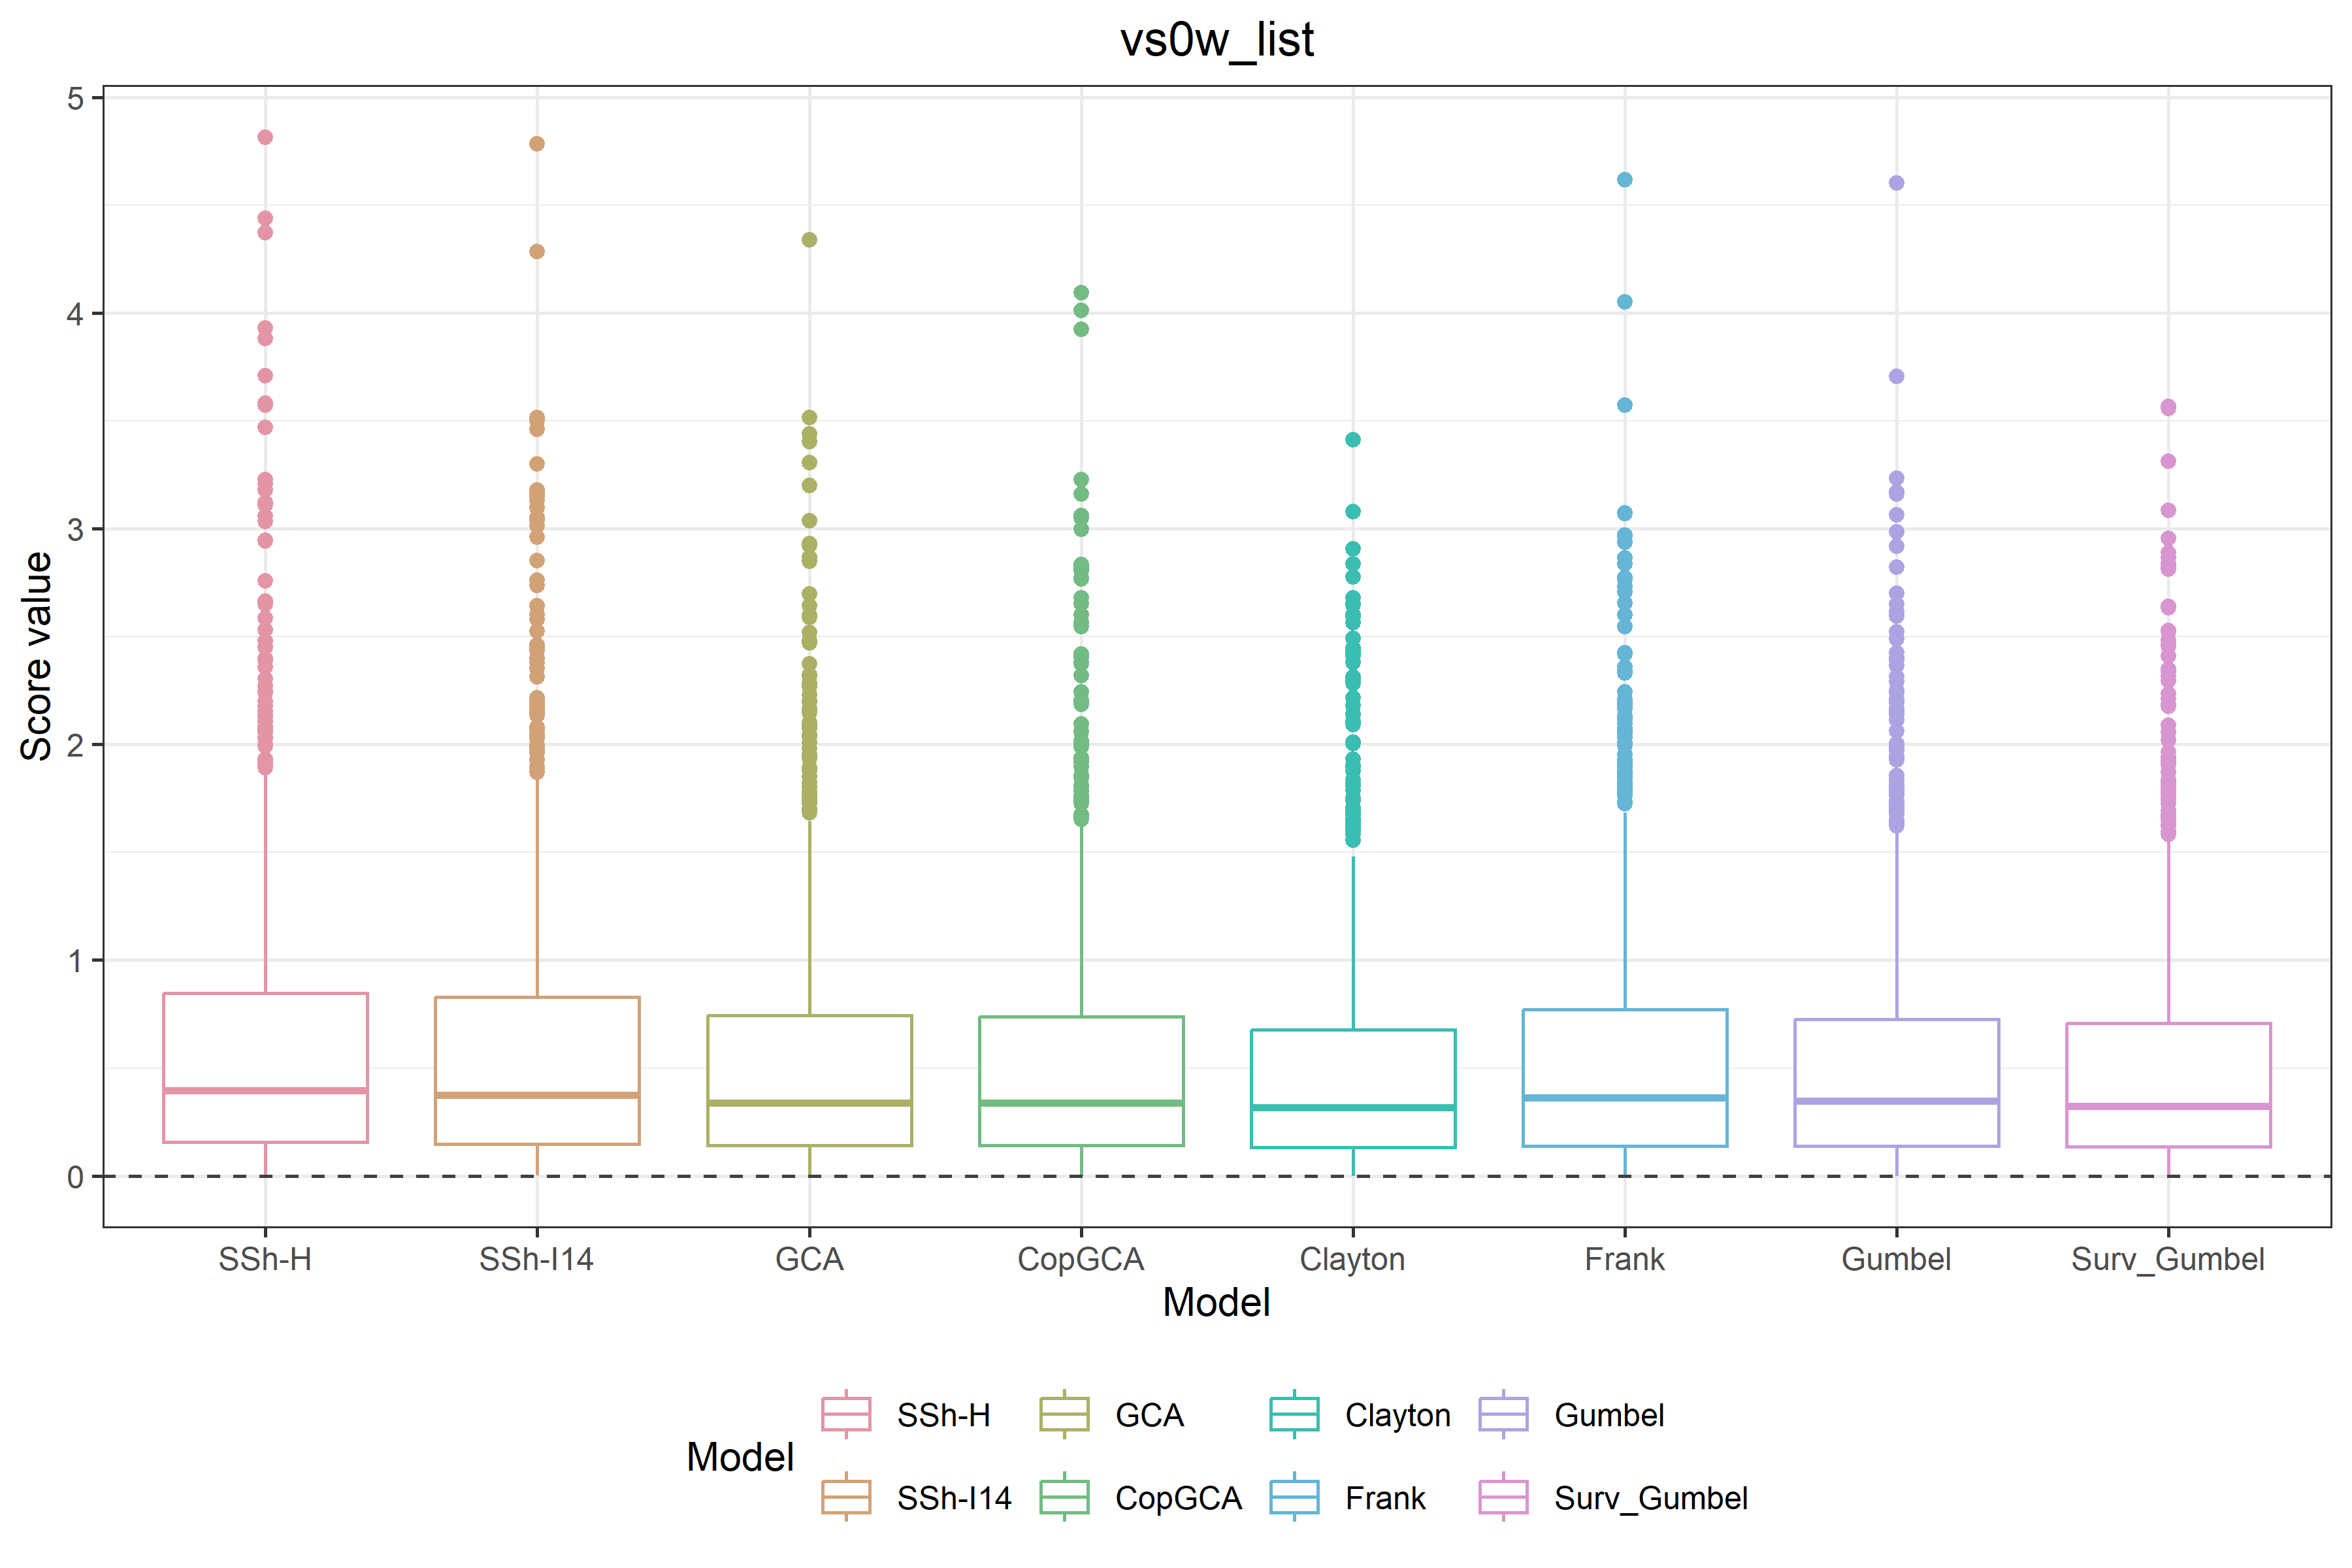 vs0w_list
5
4
3
2
1
0
Score value
SSh-H SSh-I14 GCA CopGCA Clayton Frank Gumbel Surv_Gumbel
Model
Model
SSh-H GCA Clayton Gumbel
SSh-I14 CopGCA Frank Surv_Gumbel